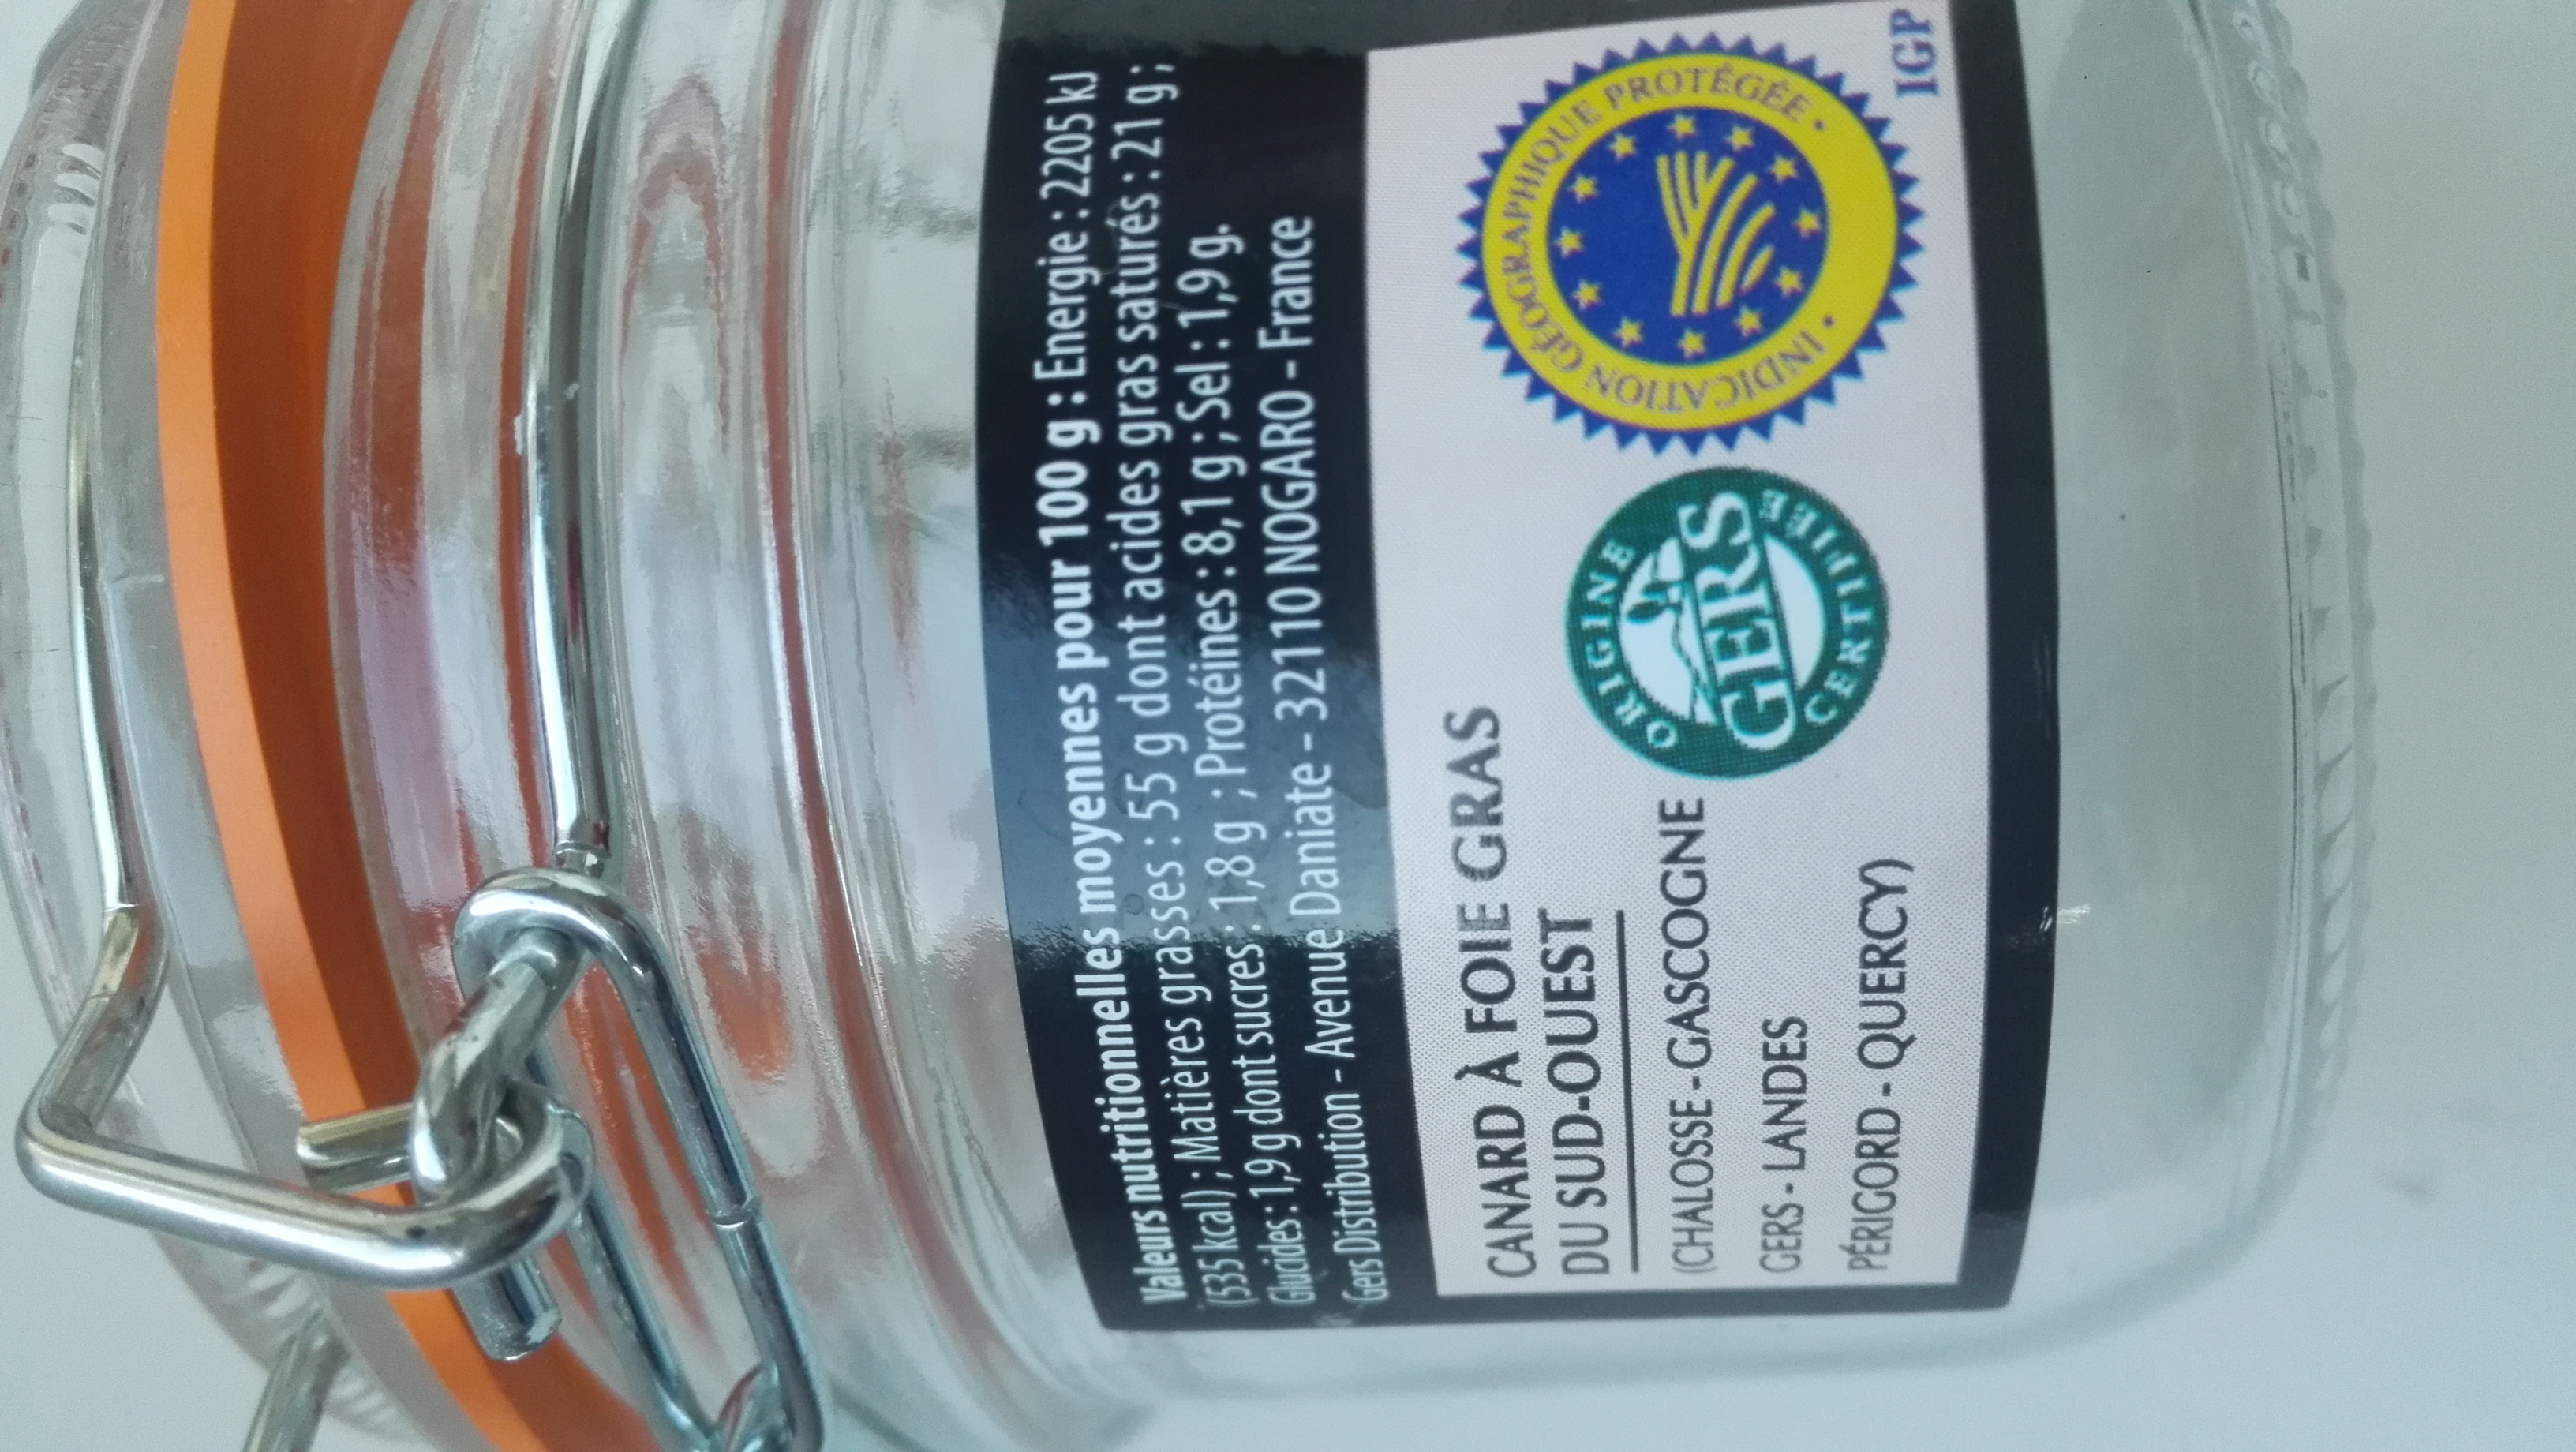 Valeurs nutritionnelles moyennes pour 100 g : Energie : 2205 kJ
(535 kcal) ; Matières grasses : 55 g dont acides gras saturés : 21 g ;
Glucides : 1,9 g dont sucres : 1,8 g ; Protéines : 8,1 g ; Sel : 1,9 g.
Gers Distribution - Avenue Daniate - 32110 NOGARO - France
CANARD À FOIE GRAS
DU SUD-OUEST
(CHALOSSE - GASCOGNE
GERS - LANDES
PÉRIGORD - QUERCY)
ORIGINE
GERS
CERTIFIÉE
• INDICATION GÉOGRAPHIQUE PROTÉGÉE •
IGP